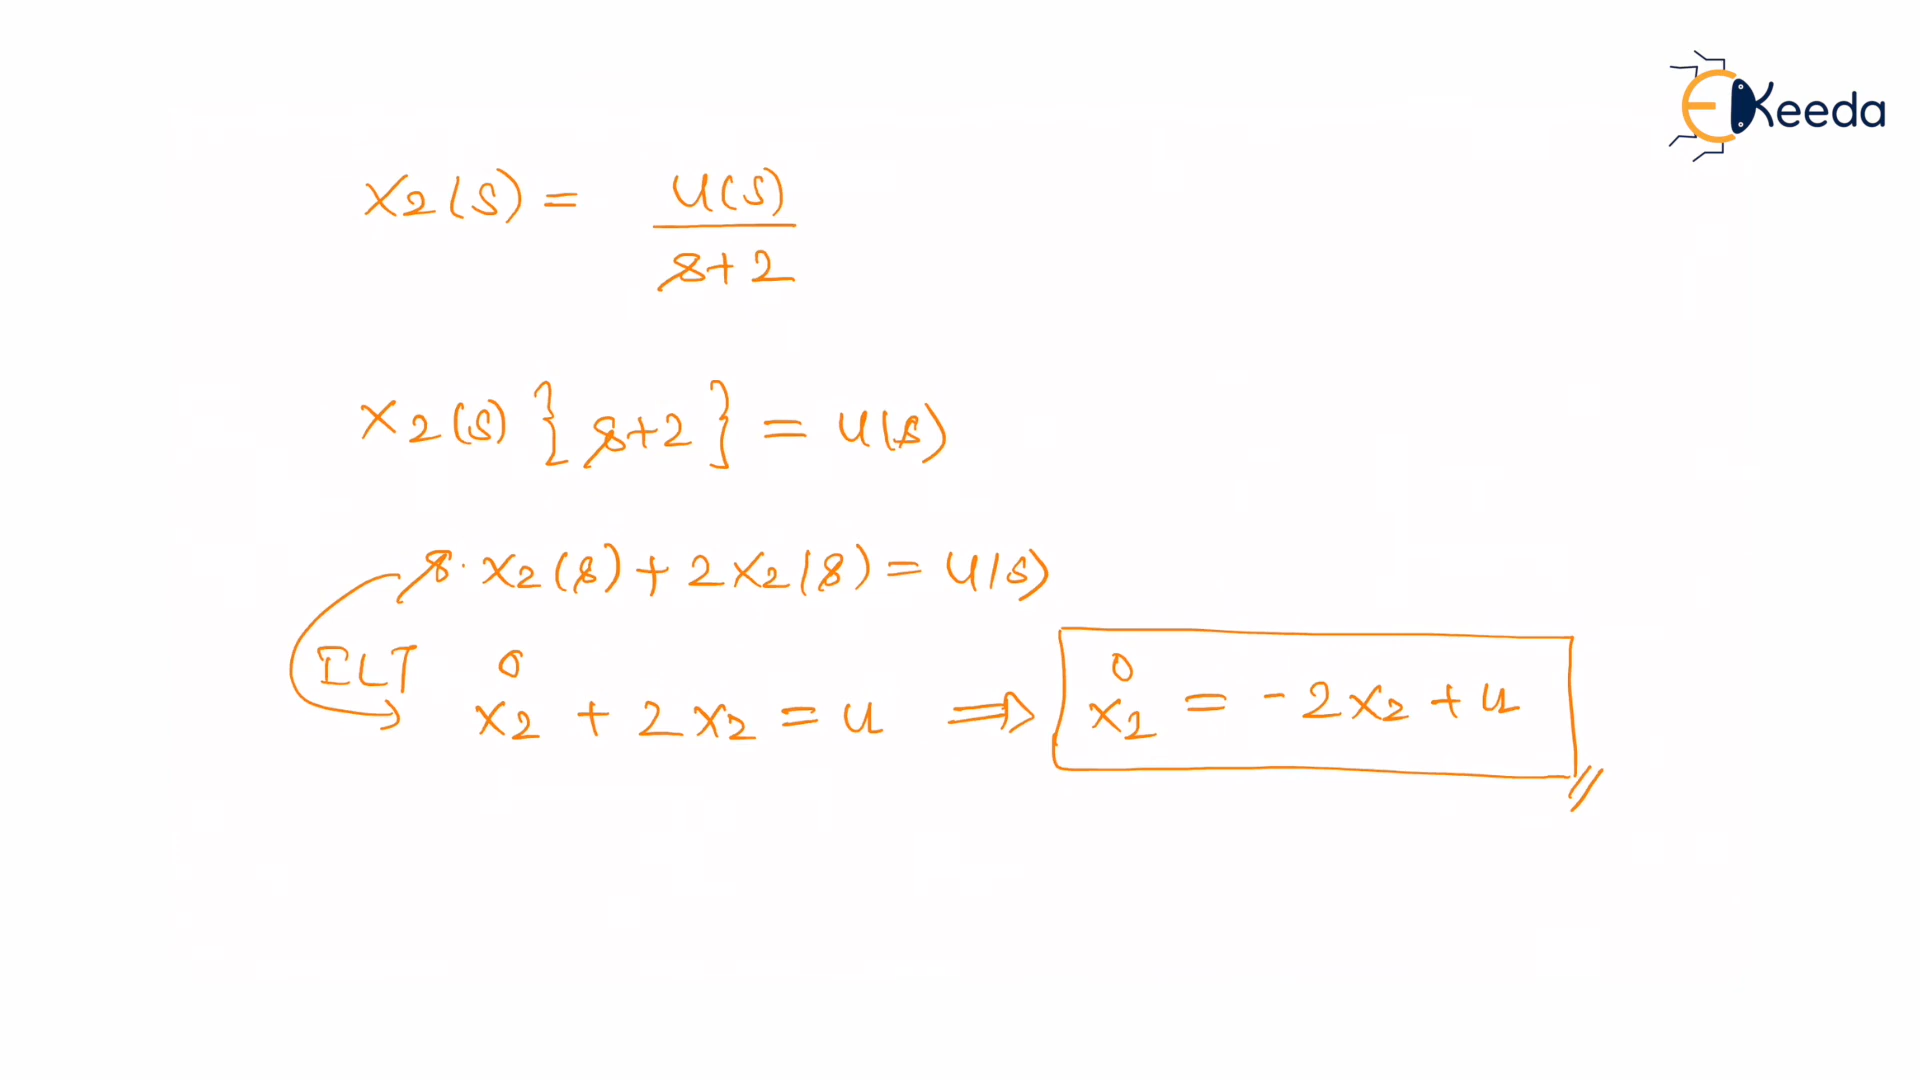 EKeeda
X2(s) = U(s)
s+2
X2(s) {s+2} = U(s)
s·X2(s) + 2X2(s) = U(s)
ILT
ẋ2 + 2x2 = u ⇒ ẋ2 = -2x2 + u //